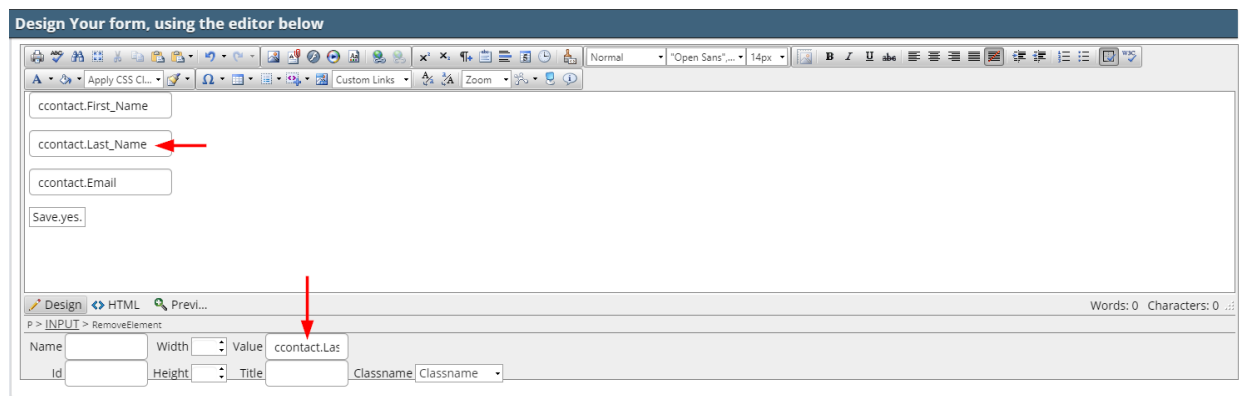 Design Your form, using the editor below
Normal "Open Sans",... 14px B I U abc W3C
A Apply CSS Cl... Ω Custom Links Zoom
ccontact.First_Name
ccontact.Last_Name
ccontact.Email
Save.yes.
Design HTML Previ... Words: 0 Characters: 0
P > INPUT > RemoveElement
Name Width Value ccontact.Las
Id Height Title Classname Classname